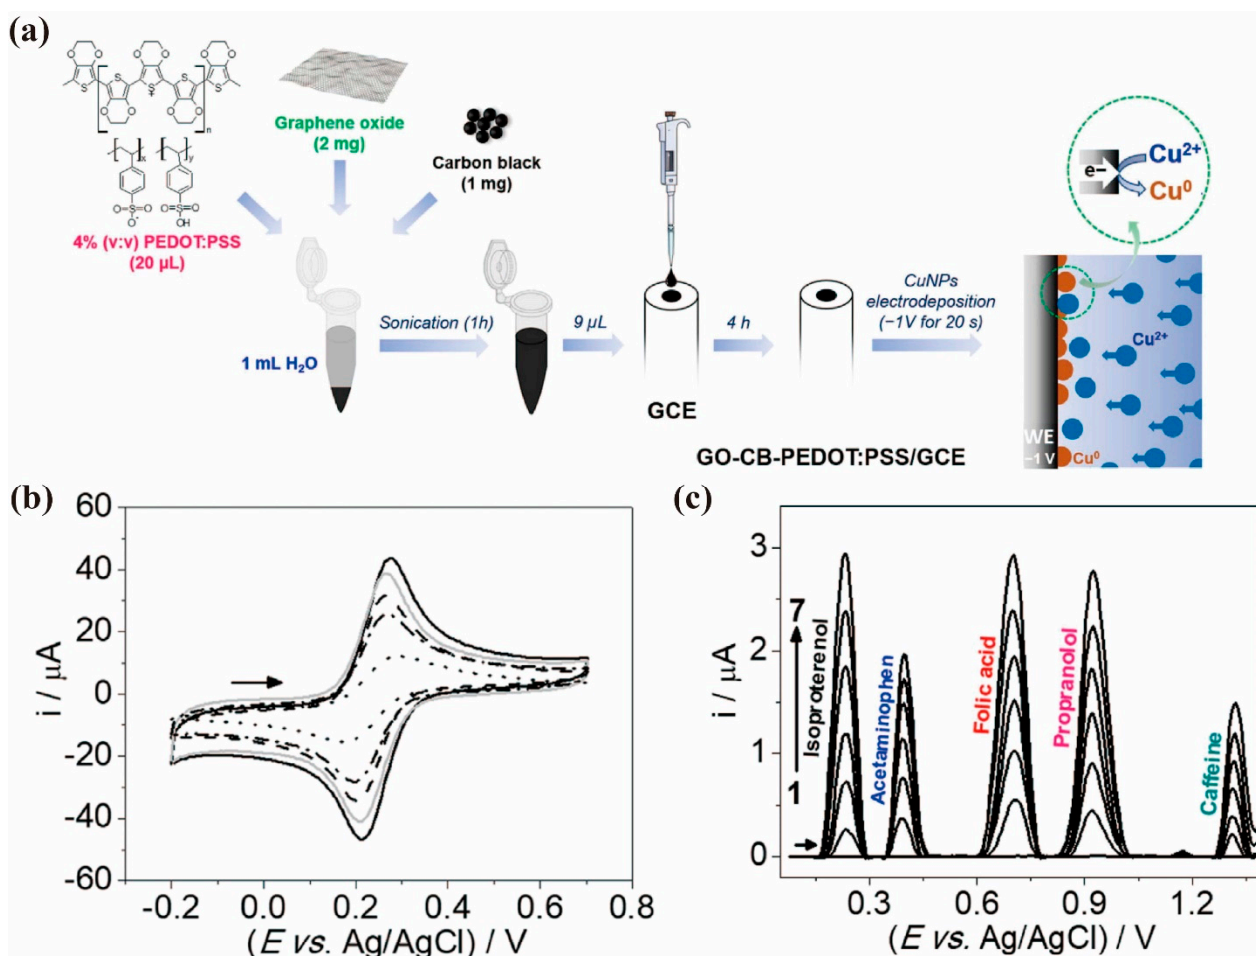 (a)
S
S
S
S
S
O
O
O
O
O
O
O
O
O
O
n
x
y
O=S=O
O-
O=S=O
OH
4% (v:v) PEDOT:PSS
(20 µL)
Graphene oxide
(2 mg)
Carbon black
(1 mg)
1 mL H₂O
Sonication (1h)
9 µL
GCE
4 h
CuNPs
electrodeposition
(−1V for 20 s)
GO-CB-PEDOT:PSS/GCE
e−
Cu²⁺
Cu⁰
Cu²⁺
WE
−1 V
Cu⁰
(b)
60
40
20
0
-20
-40
-60
i / µA
-0.2
0.0
0.2
0.4
0.6
0.8
(E vs. Ag/AgCl) / V
(c)
3
2
1
0
i / µA
7
1
Isoproterenol
Acetaminophen
Folic acid
Propranolol
Caffeine
0.3
0.6
0.9
1.2
(E vs. Ag/AgCl) / V